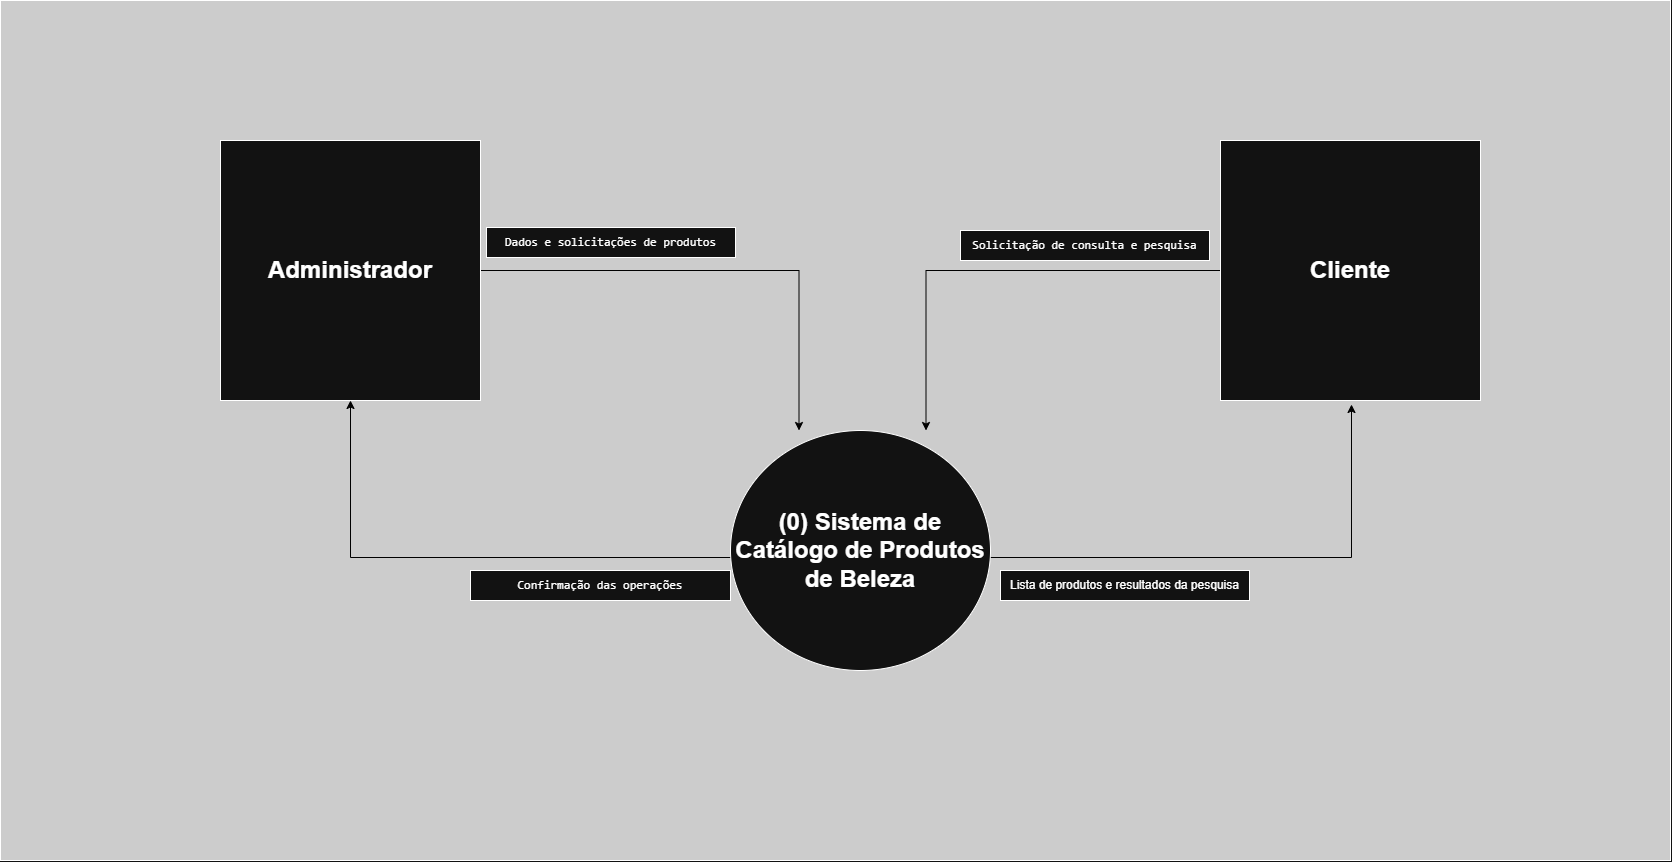 Dados e solicitações de produtos
Solicitação de consulta e pesquisa
Administrador
Cliente
(0) Sistema de
Catálogo de Produtos
de Beleza
Confirmação das operações
Lista de produtos e resultados da pesquisa